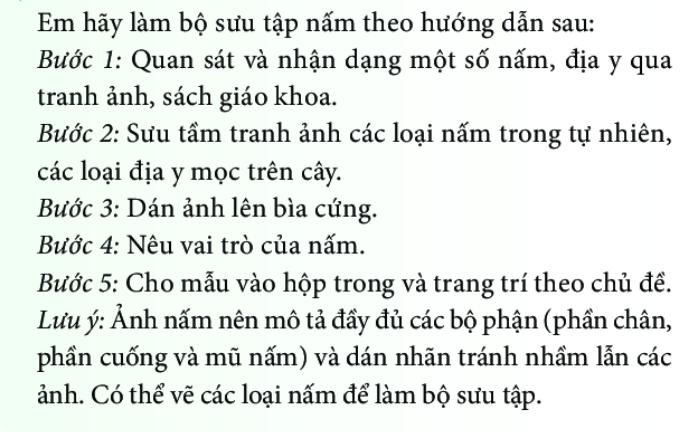 Em hãy làm bộ sưu tập nấm theo hướng dẫn sau:
Bước 1: Quan sát và nhận dạng một số nấm, địa y qua
tranh ảnh, sách giáo khoa.
Bước 2: Sưu tầm tranh ảnh các loại nấm trong tự nhiên,
các loại địa y mọc trên cây.
Bước 3: Dán ảnh lên bìa cứng.
Bước 4: Nêu vai trò của nấm.
Bước 5: Cho mẫu vào hộp trong và trang trí theo chủ đề.
Lưu ý: Ảnh nấm nên mô tả đầy đủ các bộ phận (phần chân,
phần cuống và mũ nấm) và dán nhãn tránh nhầm lẫn các
ảnh. Có thể vẽ các loại nấm để làm bộ sưu tập.